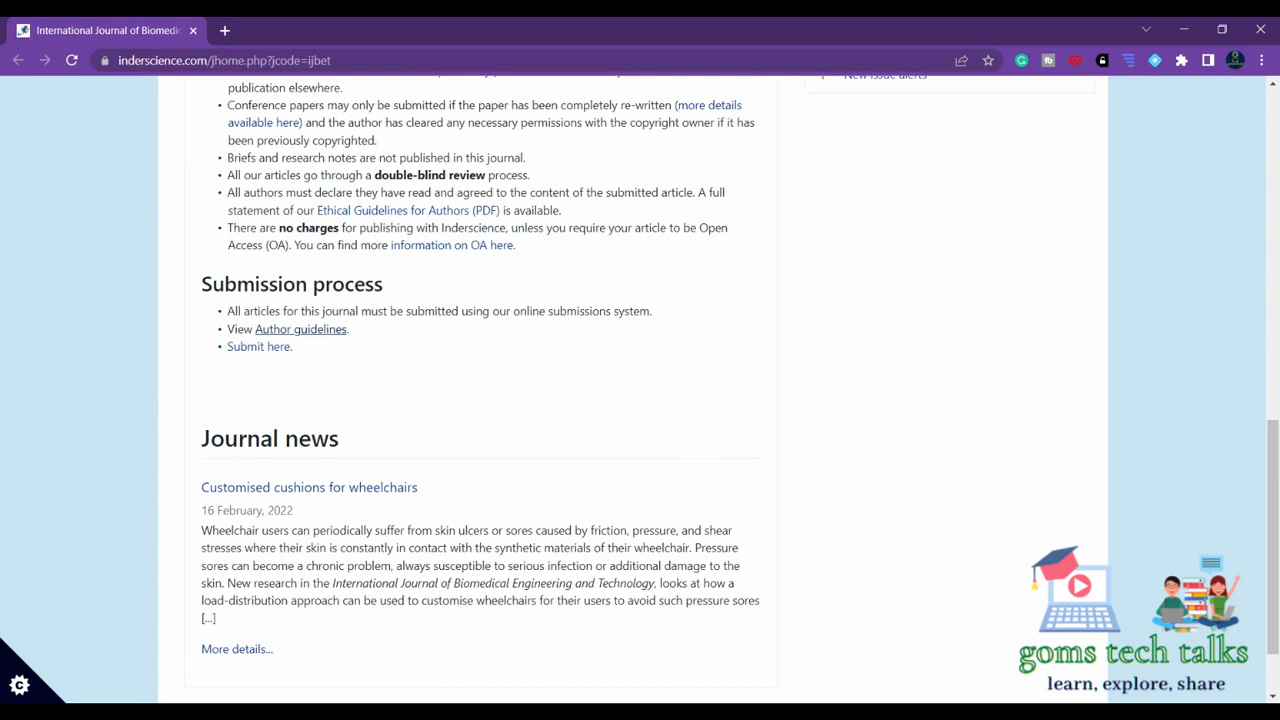 International Journal of Biomedic
inderscience.com/jhome.php?jcode=ijbet
publication elsewhere.
New issue alerts
• Conference papers may only be submitted if the paper has been completely re-written (more details
available here) and the author has cleared any necessary permissions with the copyright owner if it has
been previously copyrighted.
• Briefs and research notes are not published in this journal.
• All our articles go through a double-blind review process.
• All authors must declare they have read and agreed to the content of the submitted article. A full
statement of our Ethical Guidelines for Authors (PDF) is available.
• There are no charges for publishing with Inderscience, unless you require your article to be Open
Access (OA). You can find more information on OA here.
Submission process
• All articles for this journal must be submitted using our online submissions system.
• View Author guidelines.
• Submit here.
Journal news
Customised cushions for wheelchairs
16 February, 2022
Wheelchair users can periodically suffer from skin ulcers or sores caused by friction, pressure, and shear
stresses where their skin is constantly in contact with the synthetic materials of their wheelchair. Pressure
sores can become a chronic problem, always susceptible to serious infection or additional damage to the
skin. New research in the International Journal of Biomedical Engineering and Technology, looks at how a
load-distribution approach can be used to customise wheelchairs for their users to avoid such pressure sores
[...]
More details...
goms tech talks
learn, explore, share